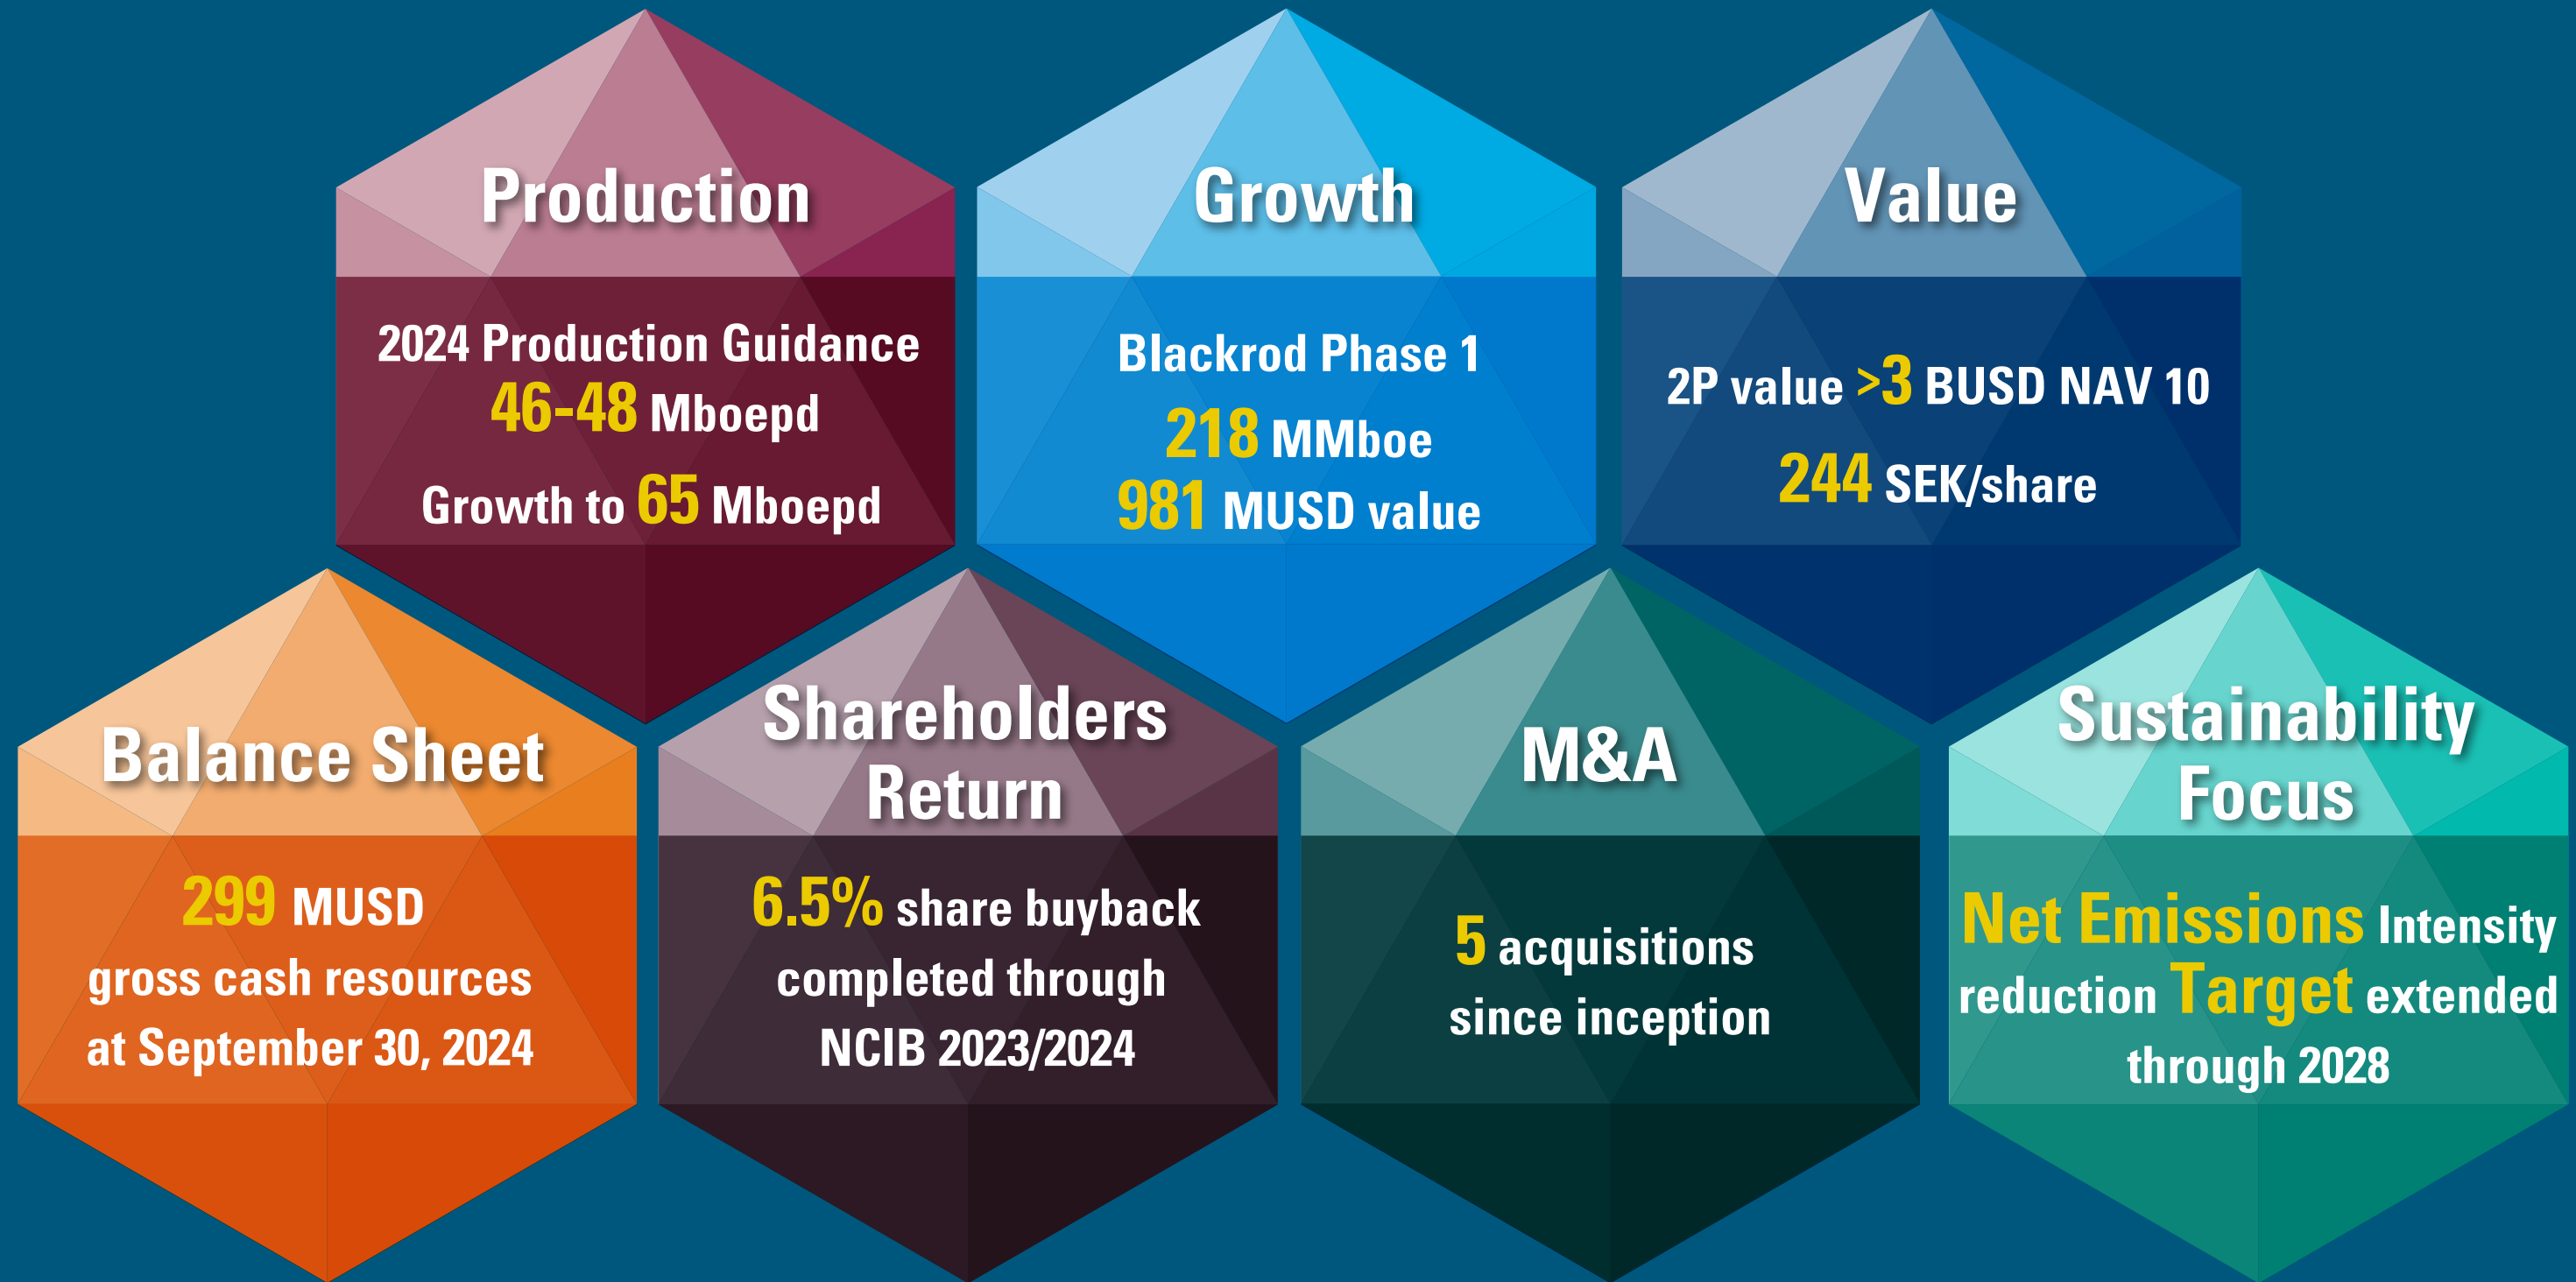 Production
2024 Production Guidance
46-48 Mboepd
Growth to 65 Mboepd
Growth
Blackrod Phase 1
218 MMboe
981 MUSD value
Value
2P value >3 BUSD NAV 10
244 SEK/share
Balance Sheet
299 MUSD
gross cash resources
at September 30, 2024
Shareholders
Return
6.5% share buyback
completed through
NCIB 2023/2024
M&A
5 acquisitions
since inception
Sustainability
Focus
Net Emissions Intensity
reduction Target extended
through 2028